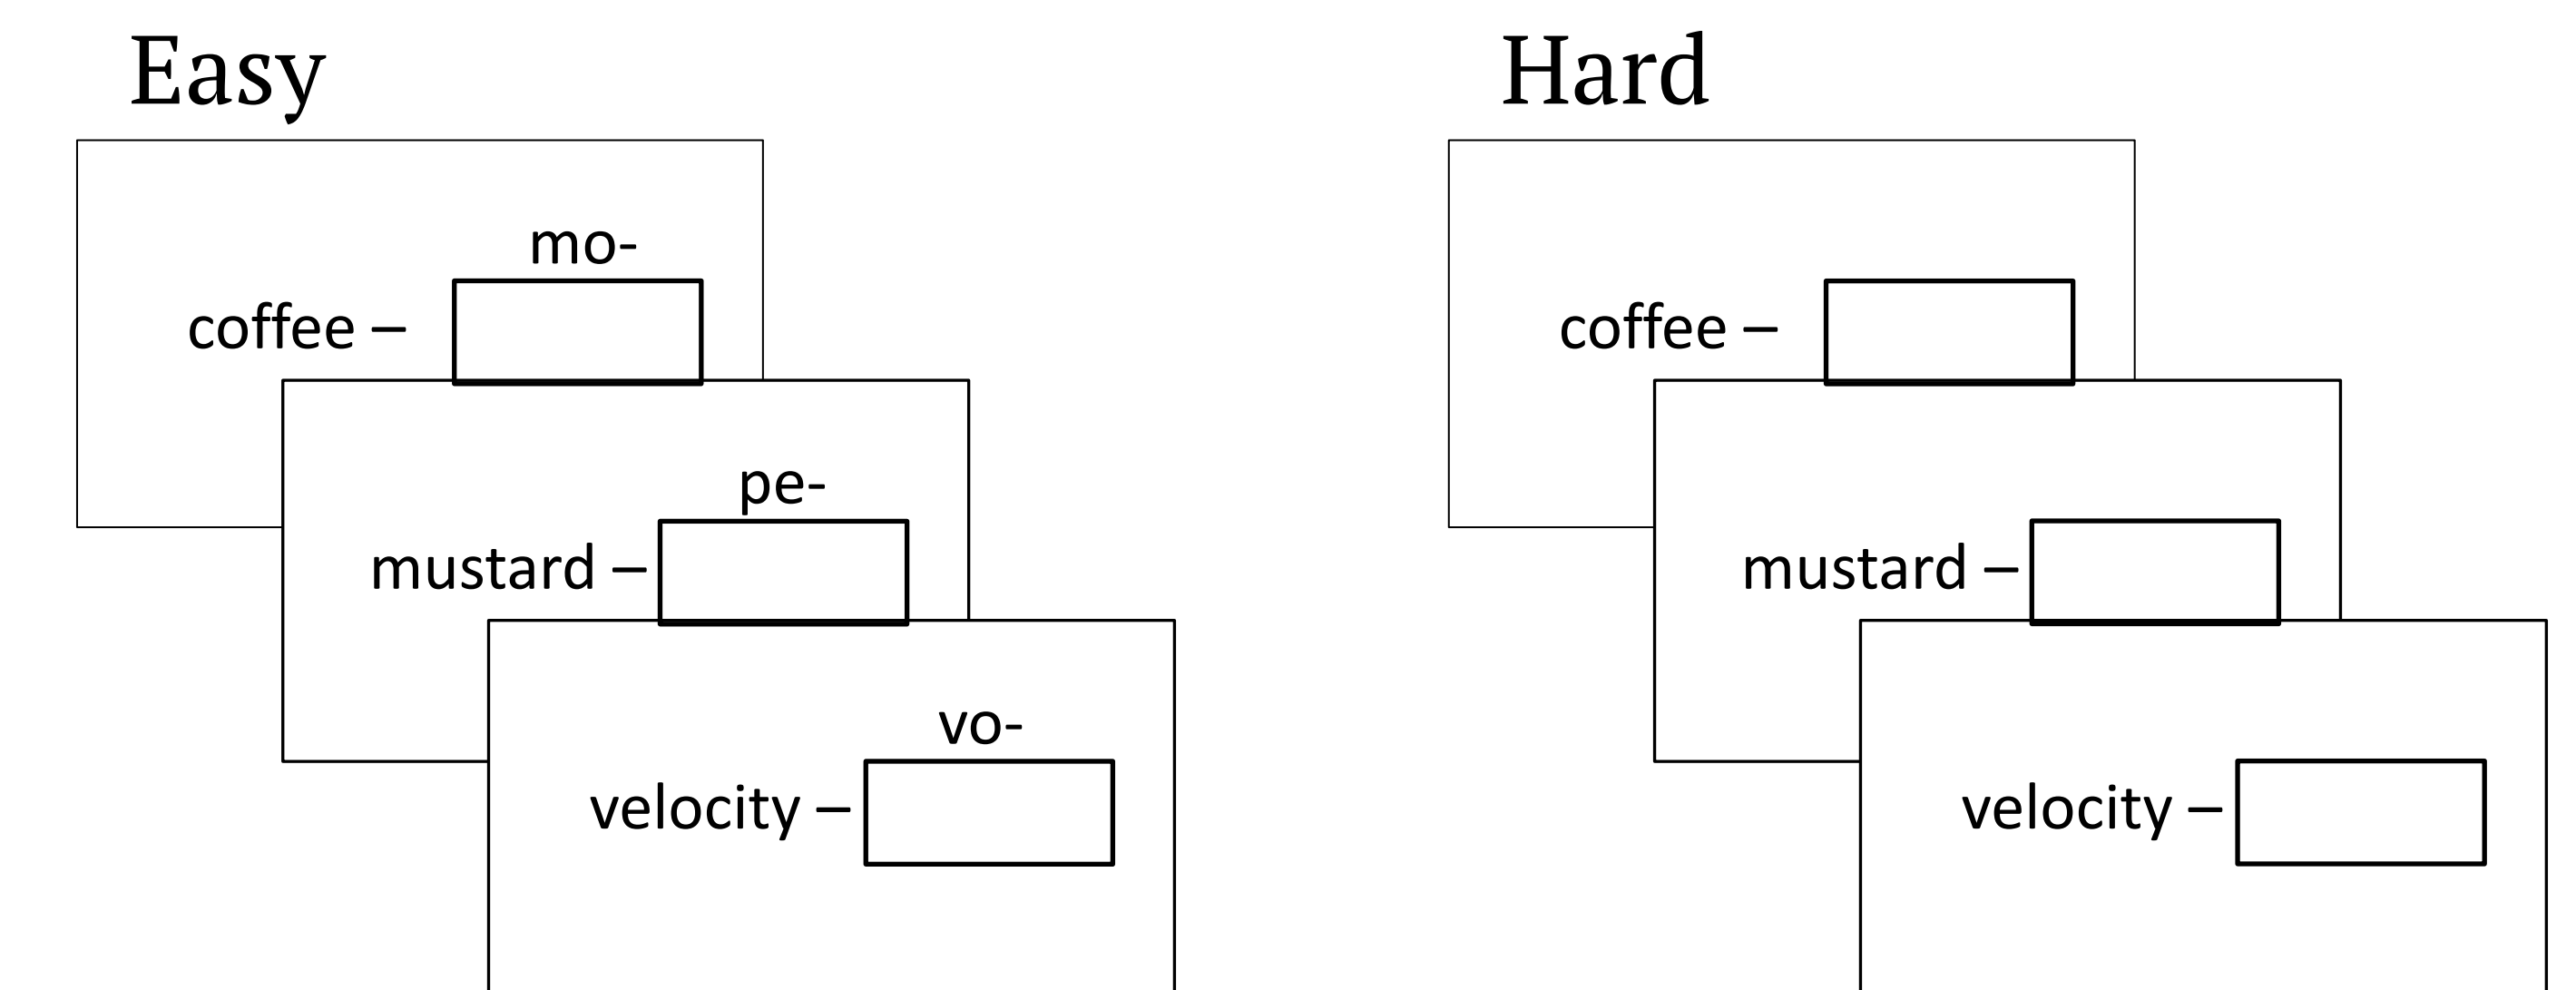 Easy
mo-
coffee –
pe-
mustard –
vo-
velocity –
Hard
coffee –
mustard –
velocity –